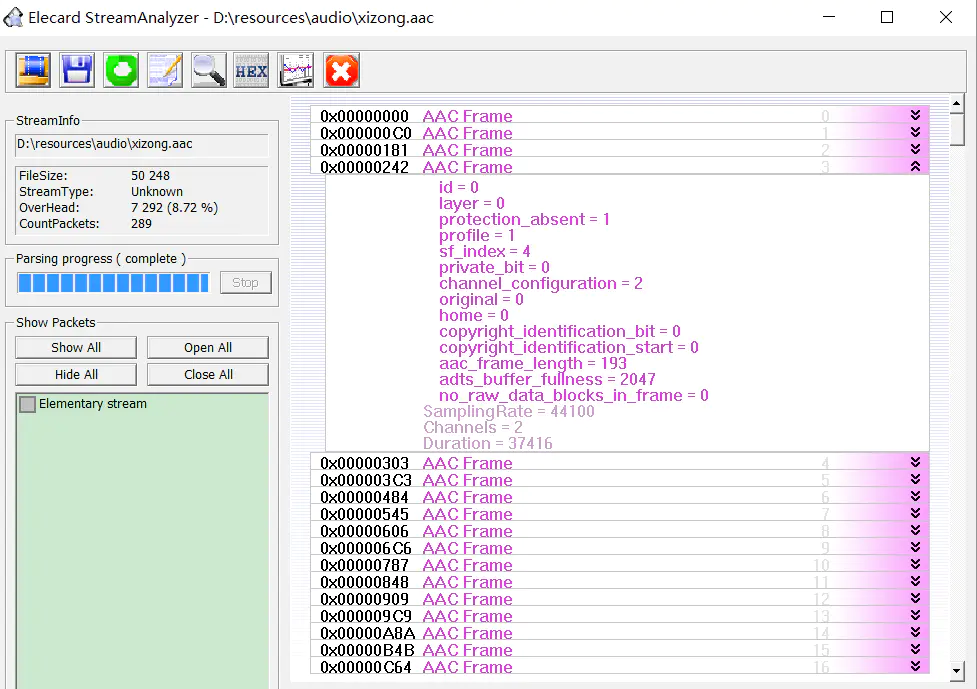 Elecard StreamAnalyzer - D:\resources\audio\xizong.aac
HEX
StreamInfo
D:\resources\audio\xizong.aac
FileSize: 50 248
StreamType: Unknown
OverHead: 7 292 (8.72 %)
CountPackets: 289
Parsing progress ( complete )
Stop
Show Packets
Show All Open All
Hide All Close All
Elementary stream
0x00000000 AAC Frame 0
0x000000C0 AAC Frame 1
0x00000181 AAC Frame 2
0x00000242 AAC Frame 3
id = 0
layer = 0
protection_absent = 1
profile = 1
sf_index = 4
private_bit = 0
channel_configuration = 2
original = 0
home = 0
copyright_identification_bit = 0
copyright_identification_start = 0
aac_frame_length = 193
adts_buffer_fullness = 2047
no_raw_data_blocks_in_frame = 0
SamplingRate = 44100
Channels = 2
Duration = 37416
0x00000303 AAC Frame 4
0x000003C3 AAC Frame 5
0x00000484 AAC Frame 6
0x00000545 AAC Frame 7
0x00000606 AAC Frame 8
0x000006C6 AAC Frame 9
0x00000787 AAC Frame 10
0x00000848 AAC Frame 11
0x00000909 AAC Frame 12
0x000009C9 AAC Frame 13
0x00000A8A AAC Frame 14
0x00000B4B AAC Frame 15
0x00000C64 AAC Frame 16